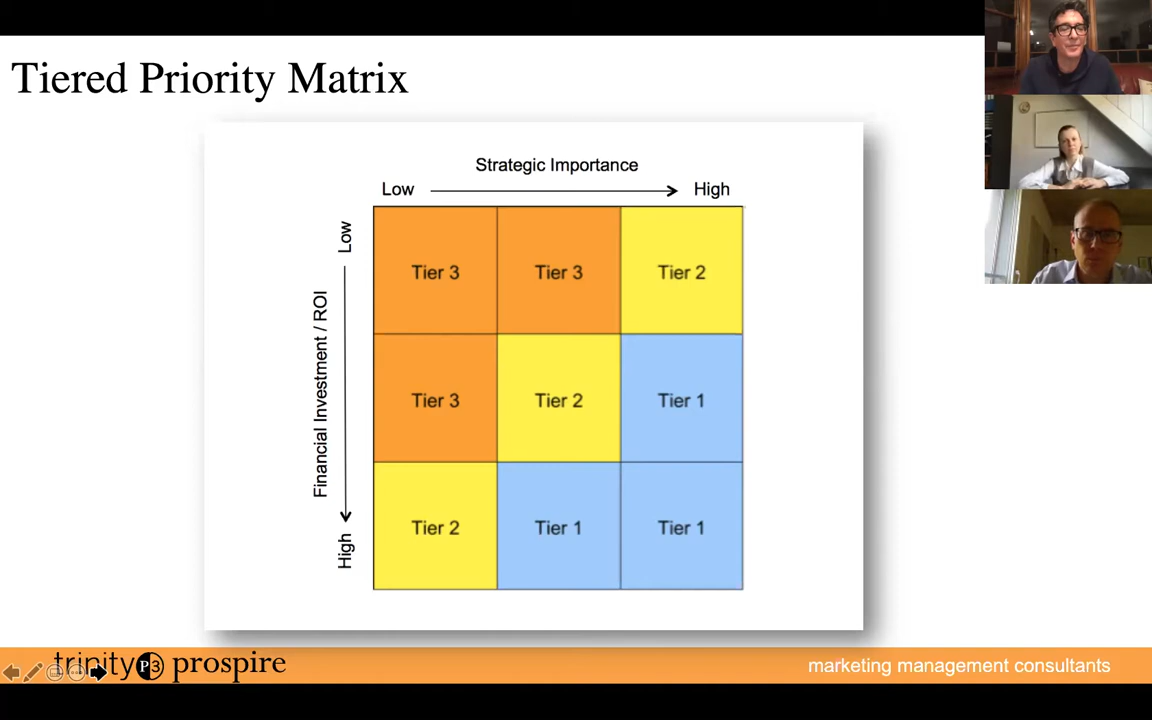 Tiered Priority Matrix
Strategic Importance
Low High
Financial Investment / ROI
Low
High
Tier 3 Tier 3 Tier 2
Tier 3 Tier 2 Tier 1
Tier 2 Tier 1 Tier 1
trinity P3 prospire
marketing management consultants